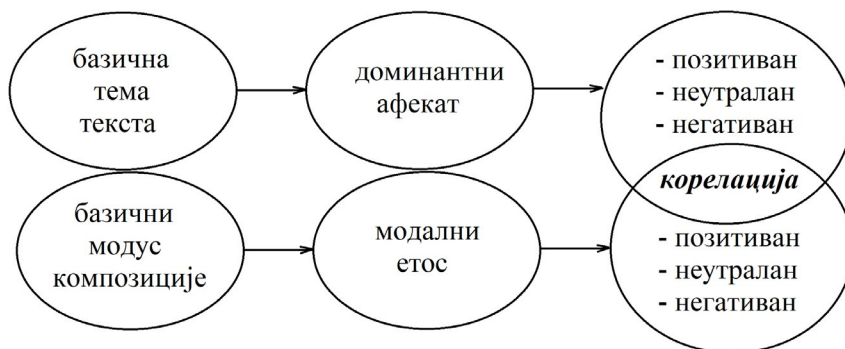 базична
тема
текста
доминантни
афекат
- позитиван
- неутралан
- негативан
корелација
базични
модус
композиције
модални
етос
- позитиван
- неутралан
- негативан